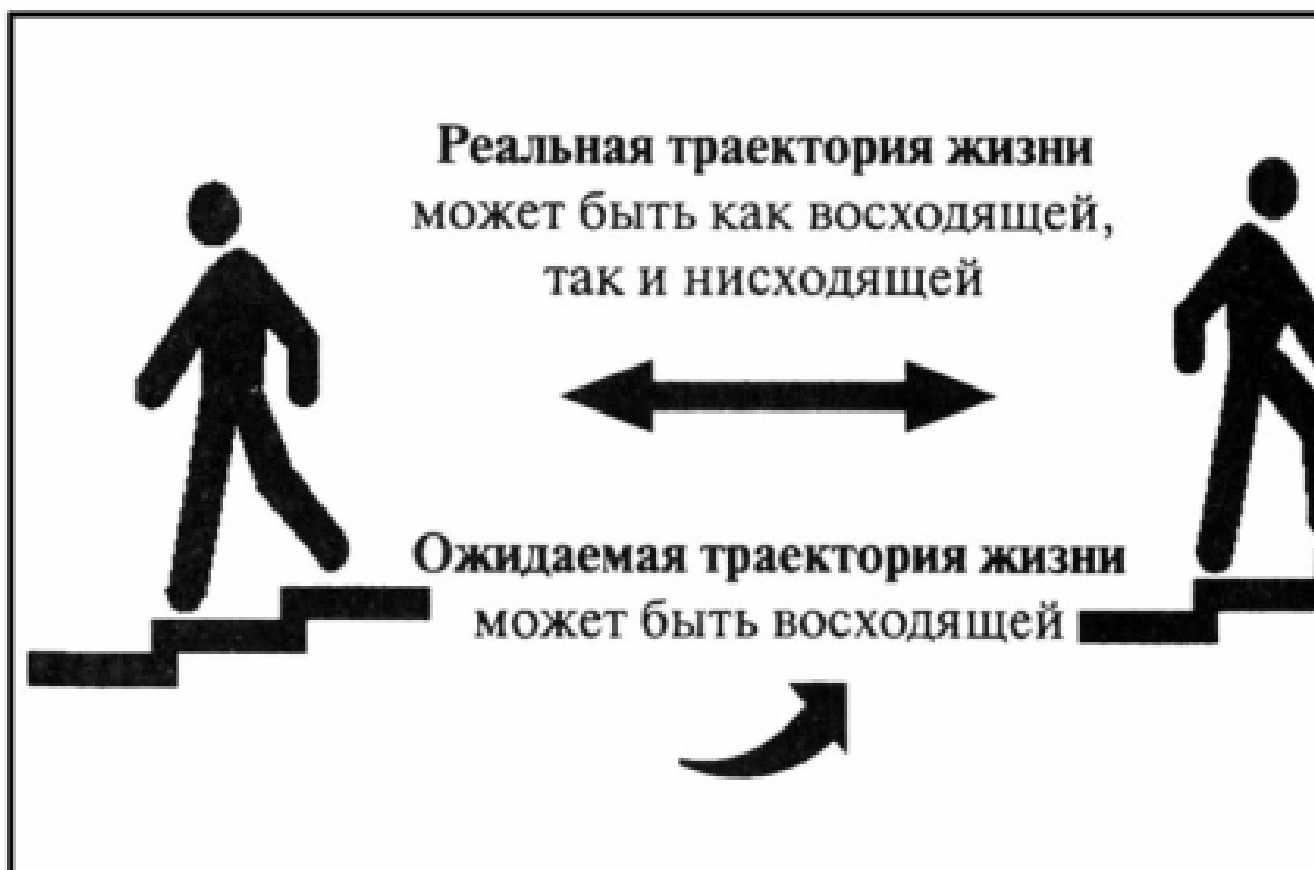 Реальная траектория жизни
может быть как восходящей,
так и нисходящей
Ожидаемая траектория жизни
может быть восходящей